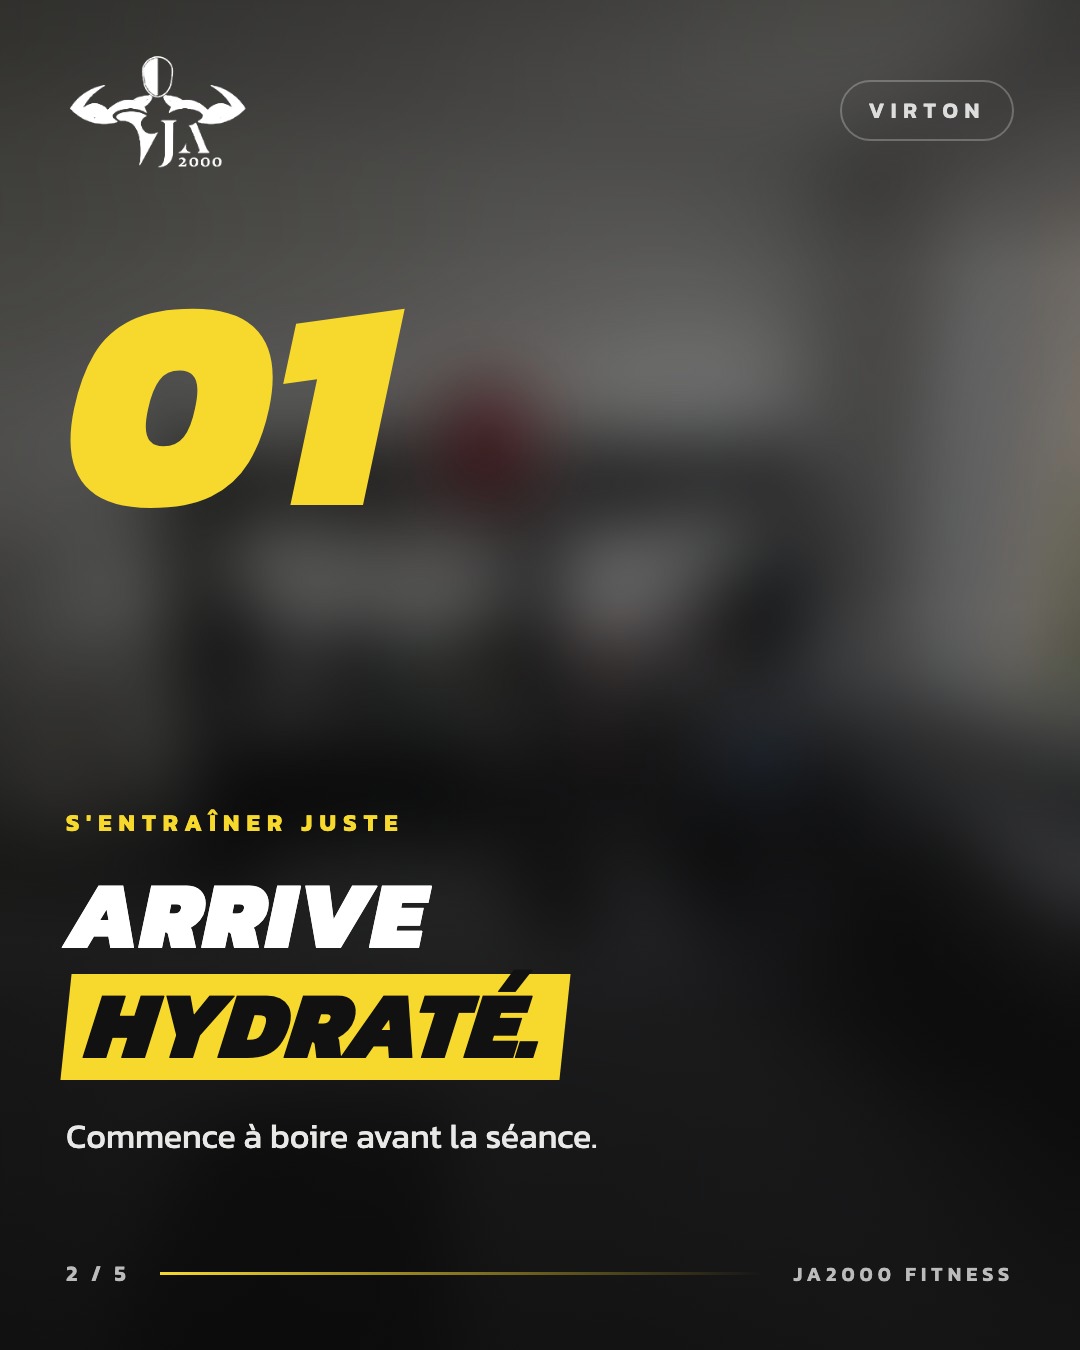 JA
2000
VIRTON
01
S'ENTRAÎNER JUSTE
ARRIVE
HYDRATÉ.
Commence à boire avant la séance.
2 / 5
JA2000 FITNESS